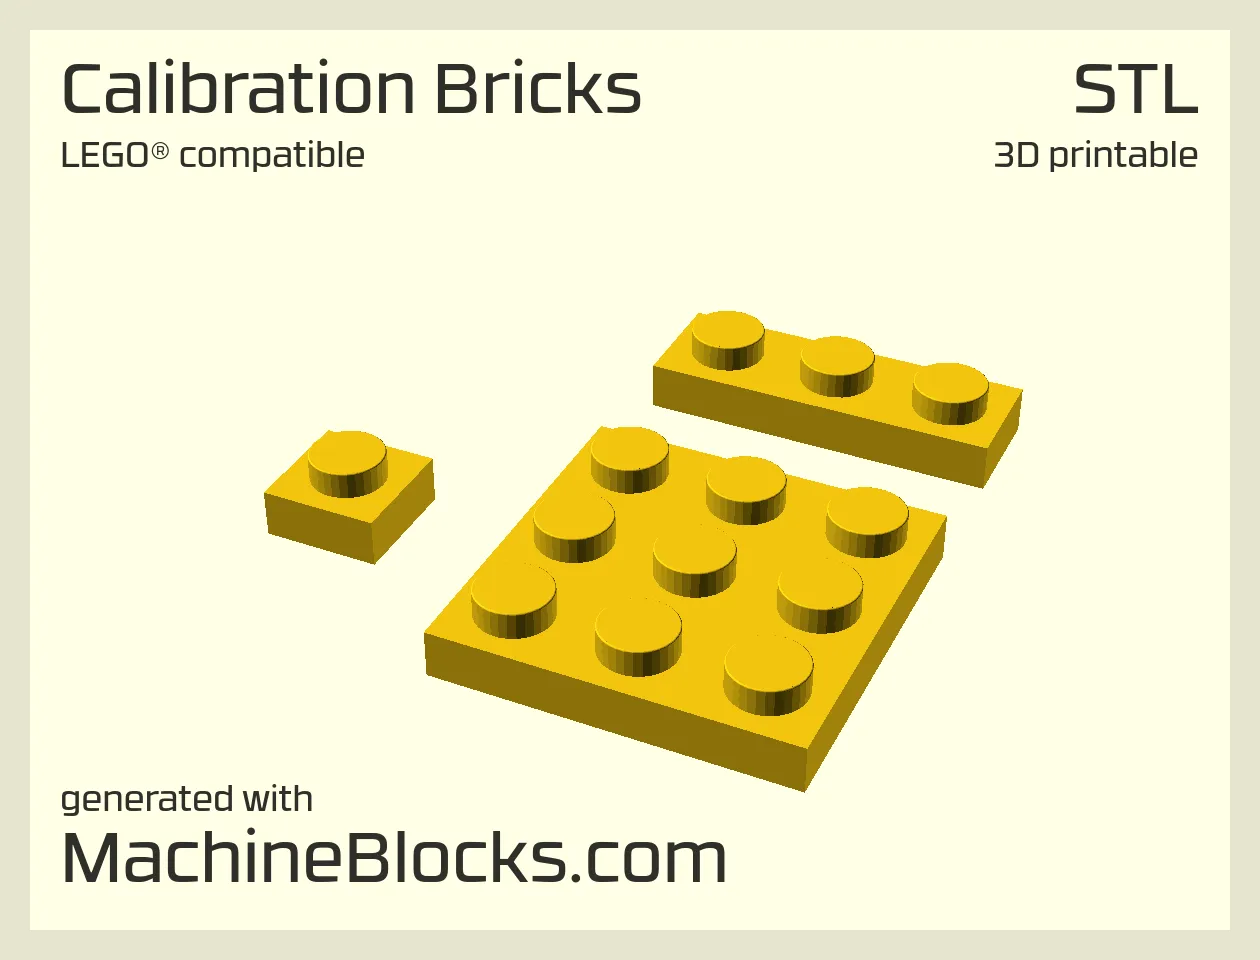 Calibration Bricks
STL
LEGO® compatible
3D printable
generated with
MachineBlocks.com